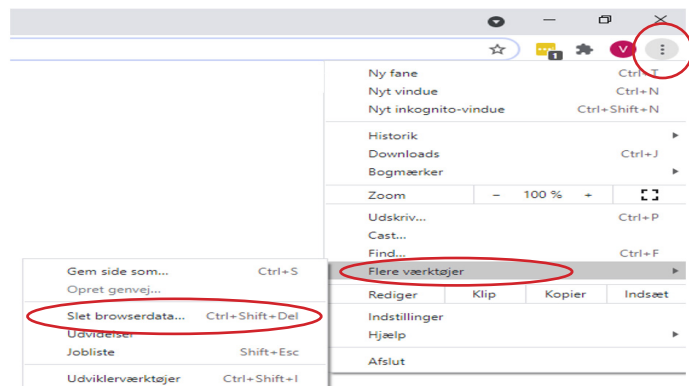 1
V
Ny fane Ctrl+T
Nyt vindue Ctrl+N
Nyt inkognito-vindue Ctrl+Shift+N
Historik
Downloads Ctrl+J
Bogmærker
Zoom − 100 % +
Udskriv... Ctrl+P
Cast...
Find... Ctrl+F
Flere værktøjer
Rediger Klip Kopier Indsæt
Indstillinger
Hjælp
Afslut
Gem side som... Ctrl+S
Opret genvej...
Slet browserdata... Ctrl+Shift+Del
Udvidelser
Jobliste Shift+Esc
Udviklerværktøjer Ctrl+Shift+I